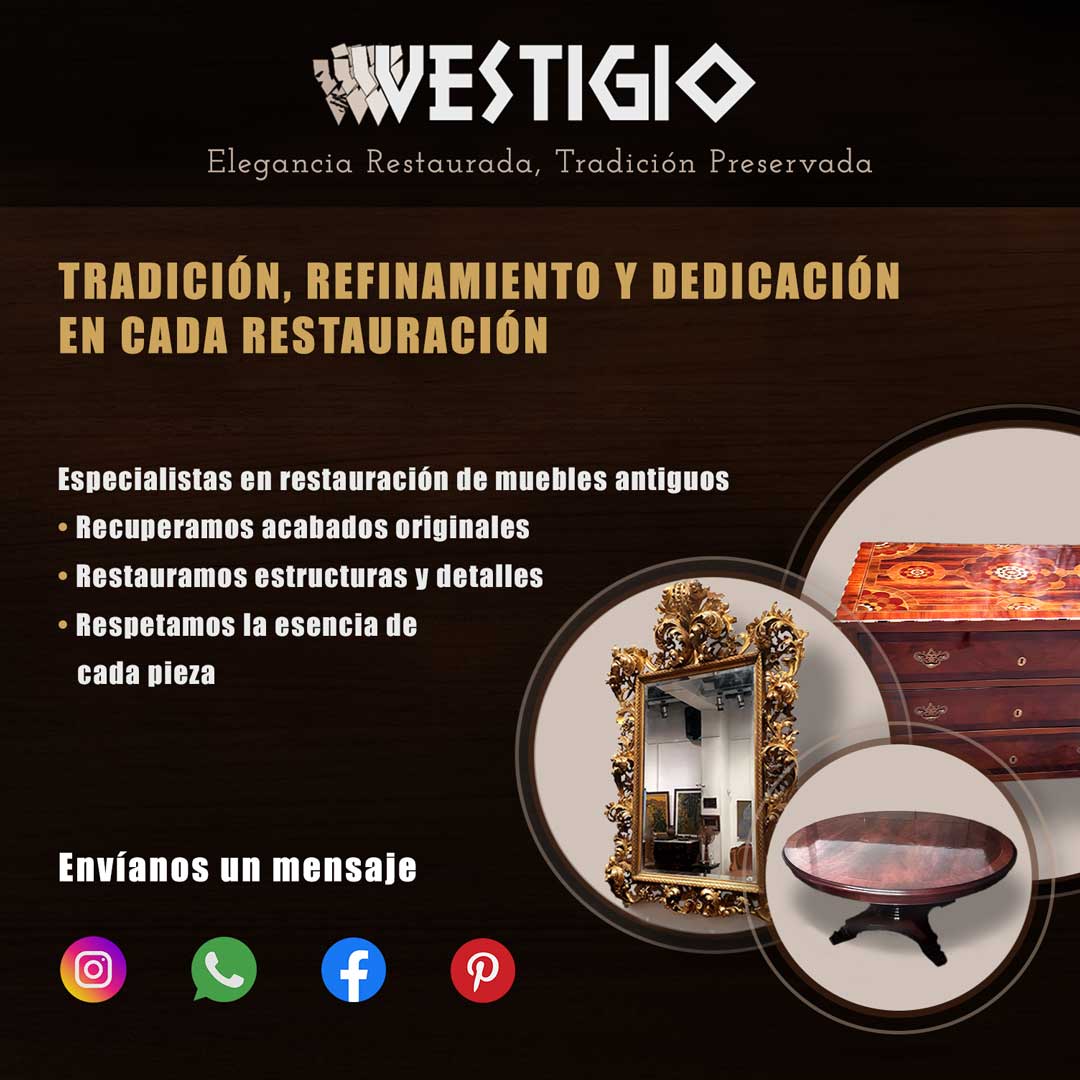 VESTIGIO
Elegancia Restaurada, Tradición Preservada
TRADICIÓN, REFINAMIENTO Y DEDICACIÓN
EN CADA RESTAURACIÓN
Especialistas en restauración de muebles antiguos
• Recuperamos acabados originales
• Restauramos estructuras y detalles
• Respetamos la esencia de
cada pieza
Envíanos un mensaje